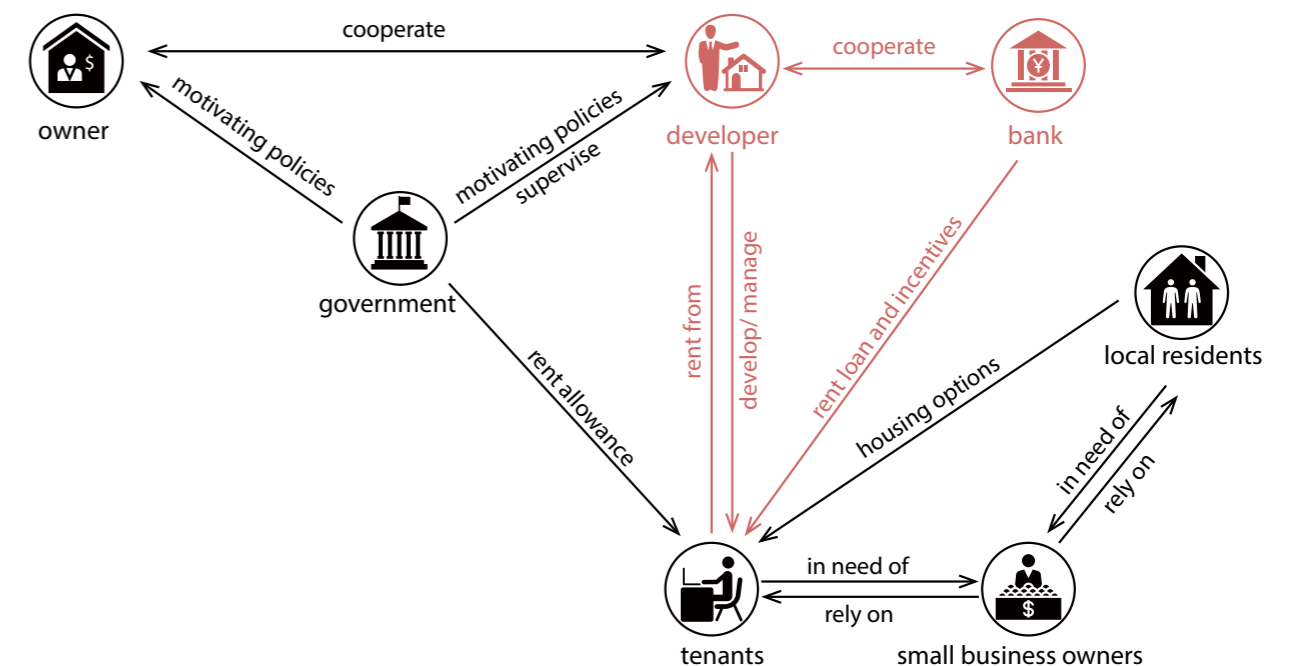 cooperate
cooperate
$
¥
owner
developer
bank
motivating policies
motivating policies
supervise
government
rent from
develop/ manage
rent loan and incentives
local residents
rent allowance
housing options
in need of
rely on
in need of
rely on
$
tenants
small business owners